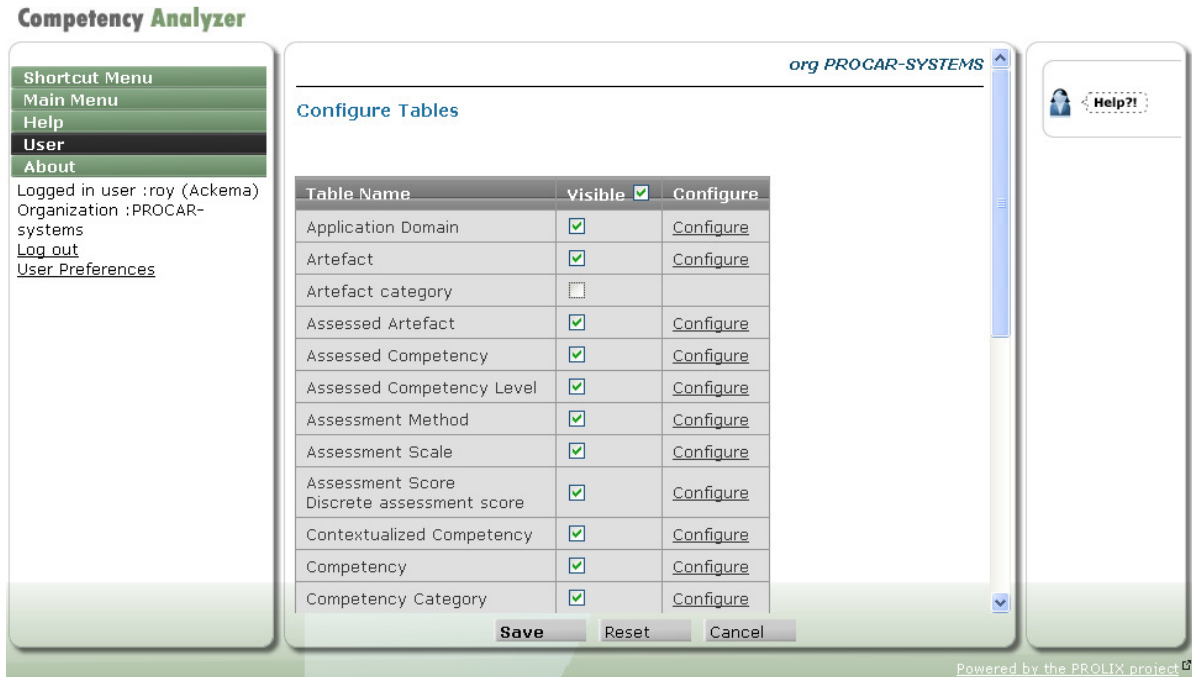 Competency Analyzer
Shortcut Menu
Main Menu
Help
User
About
Logged in user :roy (Ackema)
Organization :PROCAR-
systems
Log out
User Preferences
org PROCAR-SYSTEMS
Configure Tables
Table Name Visible Configure
Application Domain Configure
Artefact Configure
Artefact category
Assessed Artefact Configure
Assessed Competency Configure
Assessed Competency Level Configure
Assessment Method Configure
Assessment Scale Configure
Assessment Score
Discrete assessment score Configure
Contextualized Competency Configure
Competency Configure
Competency Category Configure
Save Reset Cancel
Help?!
Powered by the PROLIX project